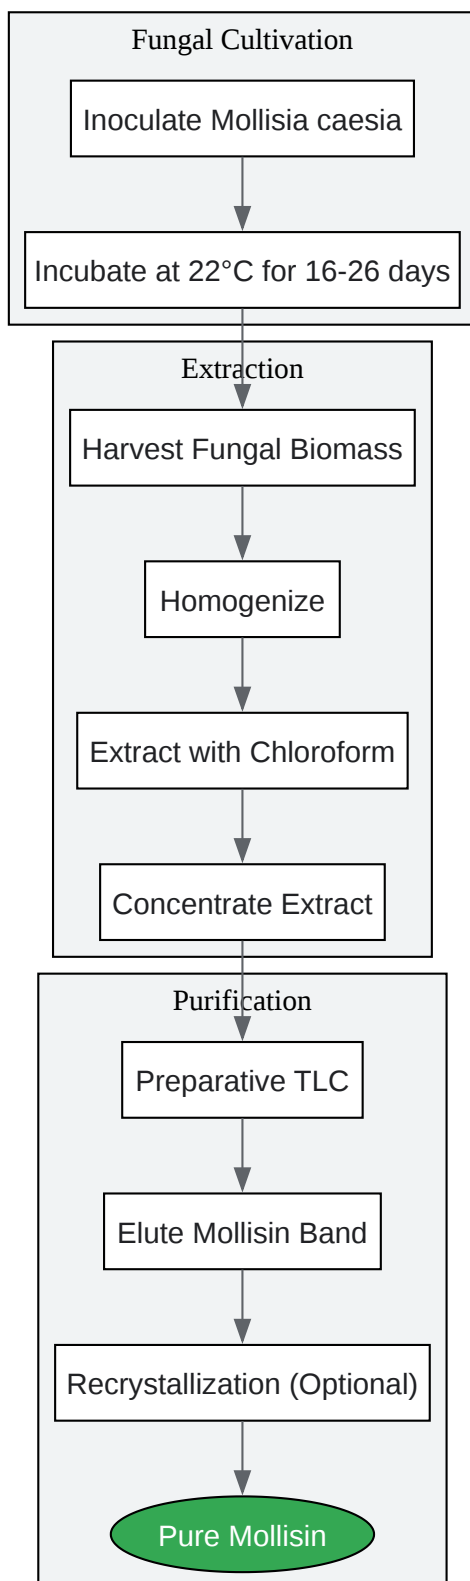 Fungal Cultivation
Inoculate Mollisia caesia
Incubate at 22°C for 16-26 days
Extraction
Harvest Fungal Biomass
Homogenize
Extract with Chloroform
Concentrate Extract
Purification
Preparative TLC
Elute Mollisin Band
Recrystallization (Optional)
Pure Mollisin